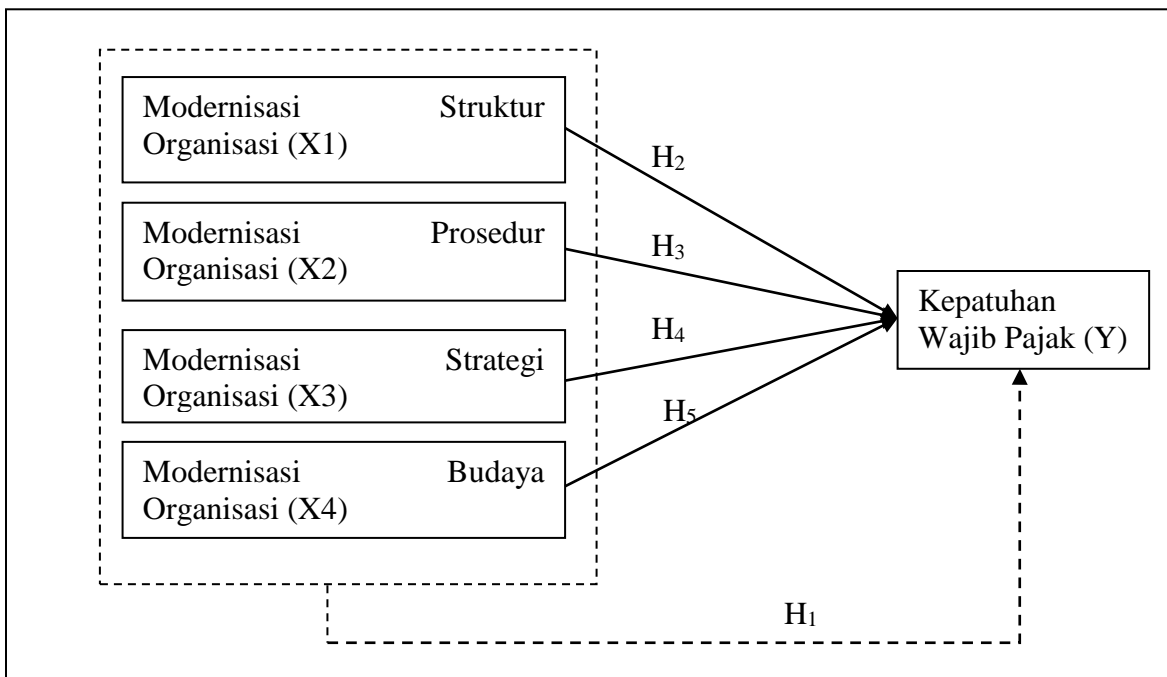 Modernisasi Struktur
Organisasi (X1)
H₂
Modernisasi Prosedur
Organisasi (X2)
H₃
Kepatuhan
Wajib Pajak (Y)
Modernisasi Strategi
Organisasi (X3)
H₄
H₅
Modernisasi Budaya
Organisasi (X4)
H₁